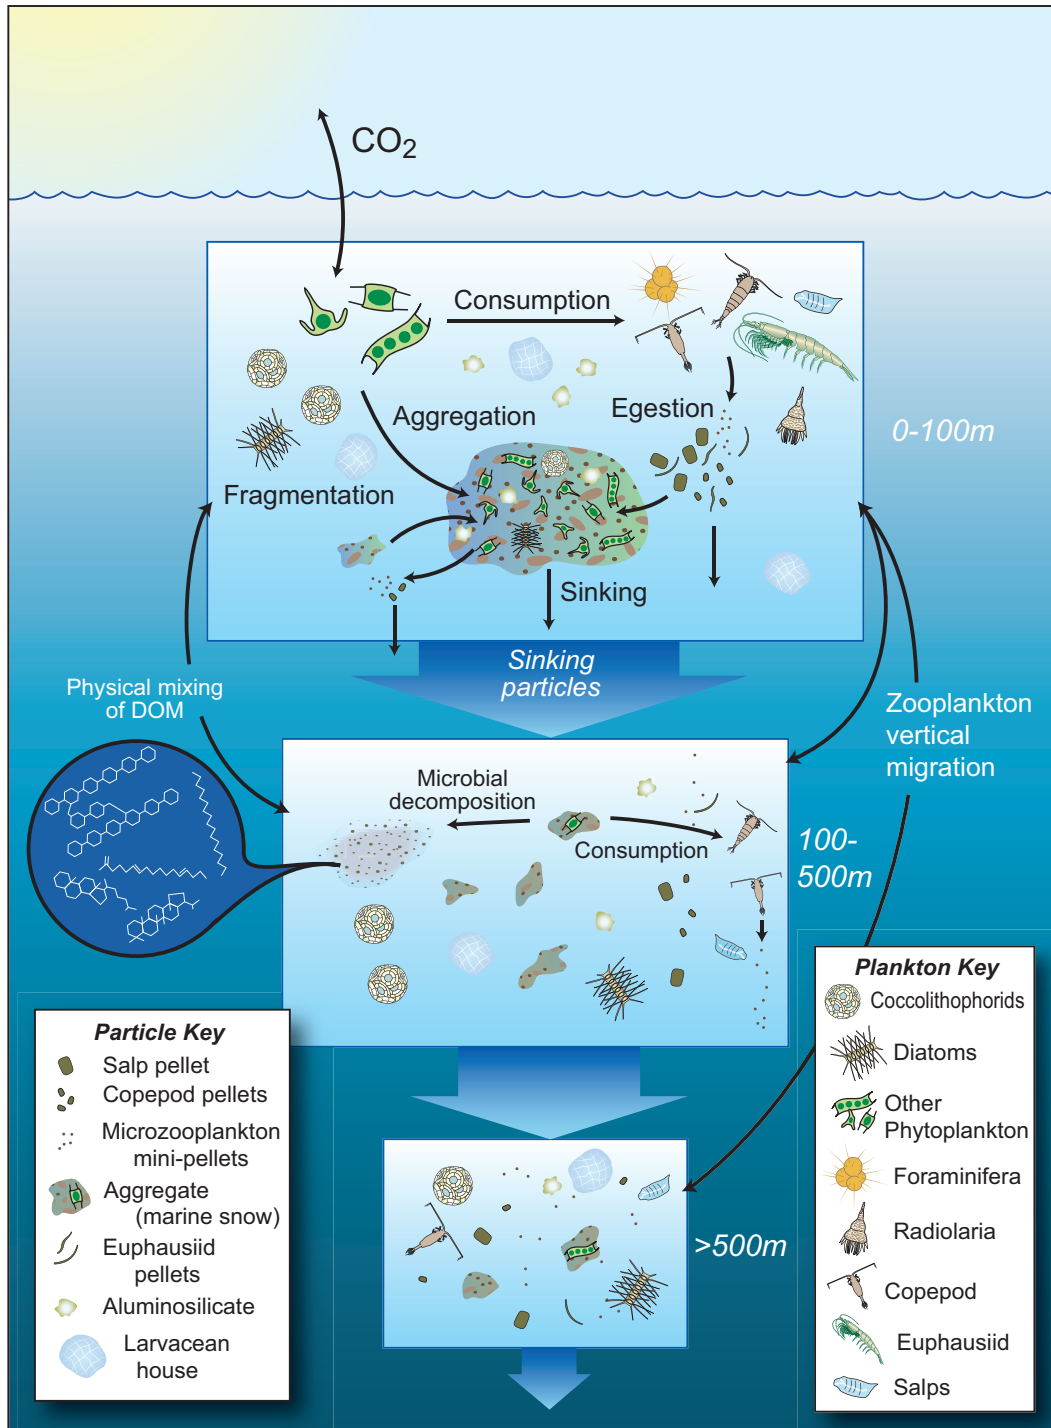 CO2
Consumption
Aggregation
Egestion
0-100m
Fragmentation
Sinking
Sinking
particles
Physical mixing
of DOM
Zooplankton
vertical
migration
Microbial
decomposition
Consumption
100-
500m
Particle Key
Salp pellet
Copepod pellets
Microzooplankton
mini-pellets
Aggregate
(marine snow)
Euphausiid
pellets
Aluminosilicate
Larvacean
house
>500m
Plankton Key
Coccolithophorids
Diatoms
Other
Phytoplankton
Foraminifera
Radiolaria
Copepod
Euphausiid
Salps